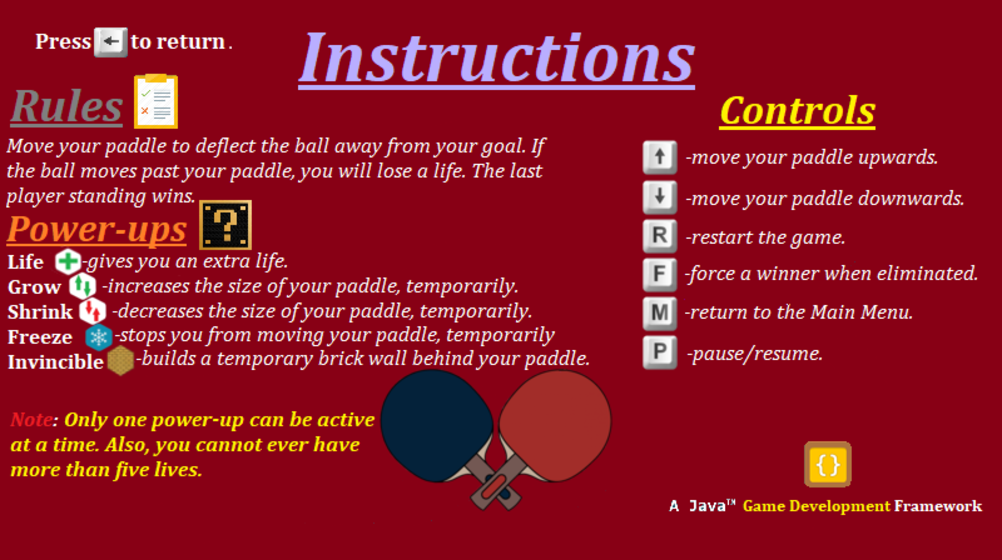 Press ← to return.
Instructions
Rules
Move your paddle to deflect the ball away from your goal. If
the ball moves past your paddle, you will lose a life. The last
player standing wins.
Power-ups ?
Life -gives you an extra life.
Grow -increases the size of your paddle, temporarily.
Shrink -decreases the size of your paddle, temporarily.
Freeze -stops you from moving your paddle, temporarily
Invincible -builds a temporary brick wall behind your paddle.
Note: Only one power-up can be active
at a time. Also, you cannot ever have
more than five lives.
Controls
↑ -move your paddle upwards.
↓ -move your paddle downwards.
R -restart the game.
F -force a winner when eliminated.
M -return to the Main Menu.
P -pause/resume.
{}
A Java™ Game Development Framework